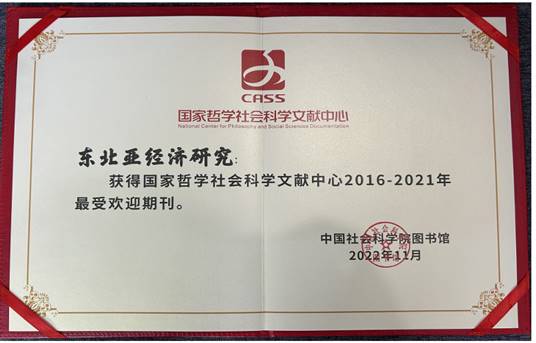 CASS
国家哲学社会科学文献中心
National Center for Philosophy and Social Sciences Documentation
东北亚经济研究:
获得国家哲学社会科学文献中心2016-2021年
最受欢迎期刊。
中国社会科学院图书馆
2022年11月